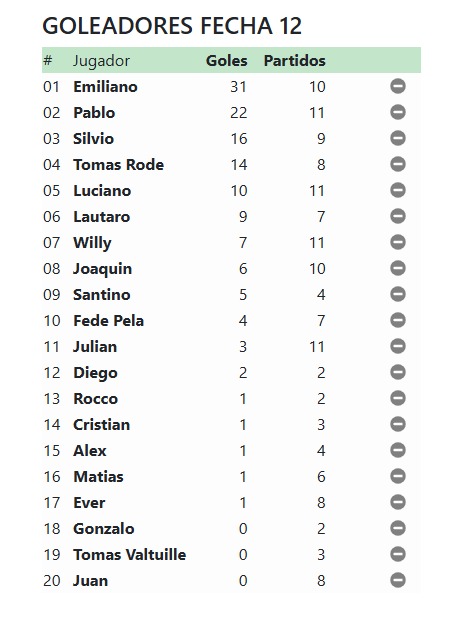 GOLEADORES FECHA 12
# Jugador Goles Partidos
01 Emiliano 31 10
02 Pablo 22 11
03 Silvio 16 9
04 Tomas Rode 14 8
05 Luciano 10 11
06 Lautaro 9 7
07 Willy 7 11
08 Joaquin 6 10
09 Santino 5 4
10 Fede Pela 4 7
11 Julian 3 11
12 Diego 2 2
13 Rocco 1 2
14 Cristian 1 3
15 Alex 1 4
16 Matias 1 6
17 Ever 1 8
18 Gonzalo 0 2
19 Tomas Valtuille 0 3
20 Juan 0 8